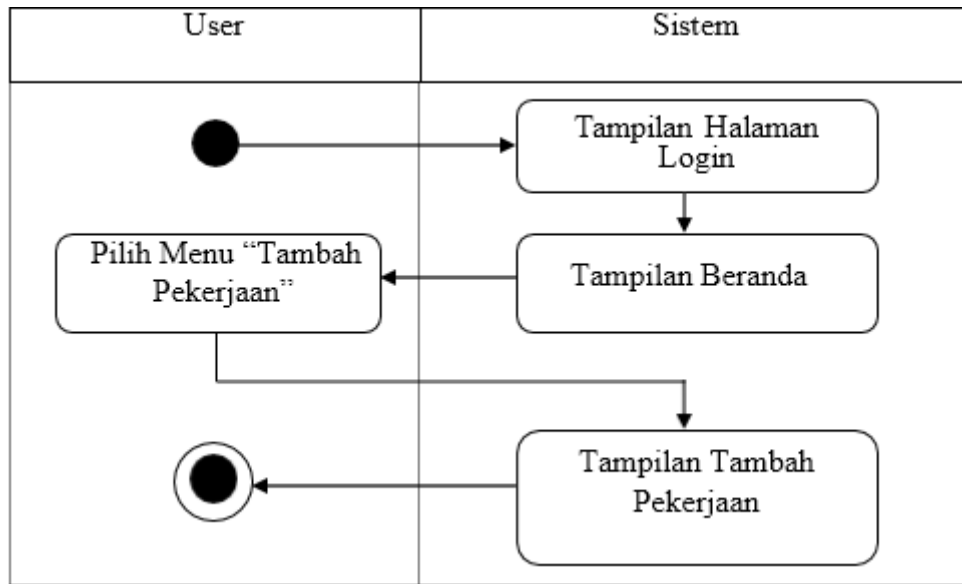 User
Sistem
Tampilan Halaman
Login
Pilih Menu “Tambah
Pekerjaan”
Tampilan Beranda
Tampilan Tambah
Pekerjaan